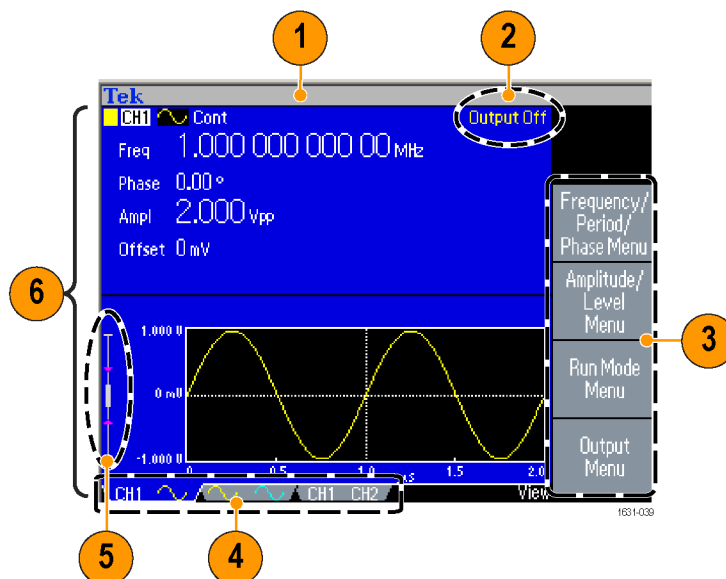 1
2
Tek
CH1 Cont Output Off
Freq 1.000 000 000 00 MHz
Phase 0.00 °
Ampl 2.000 Vpp
Offset 0 mV
Frequency/
Period/
Phase Menu
Amplitude/
Level
Menu
Run Mode
Menu
Output
Menu
6
3
1.000 U
0 mU
-1.000 U
0 0.5 1.0 1.5 2.0
µs
CH1 CH1 CH2 View
1631-039
5
4